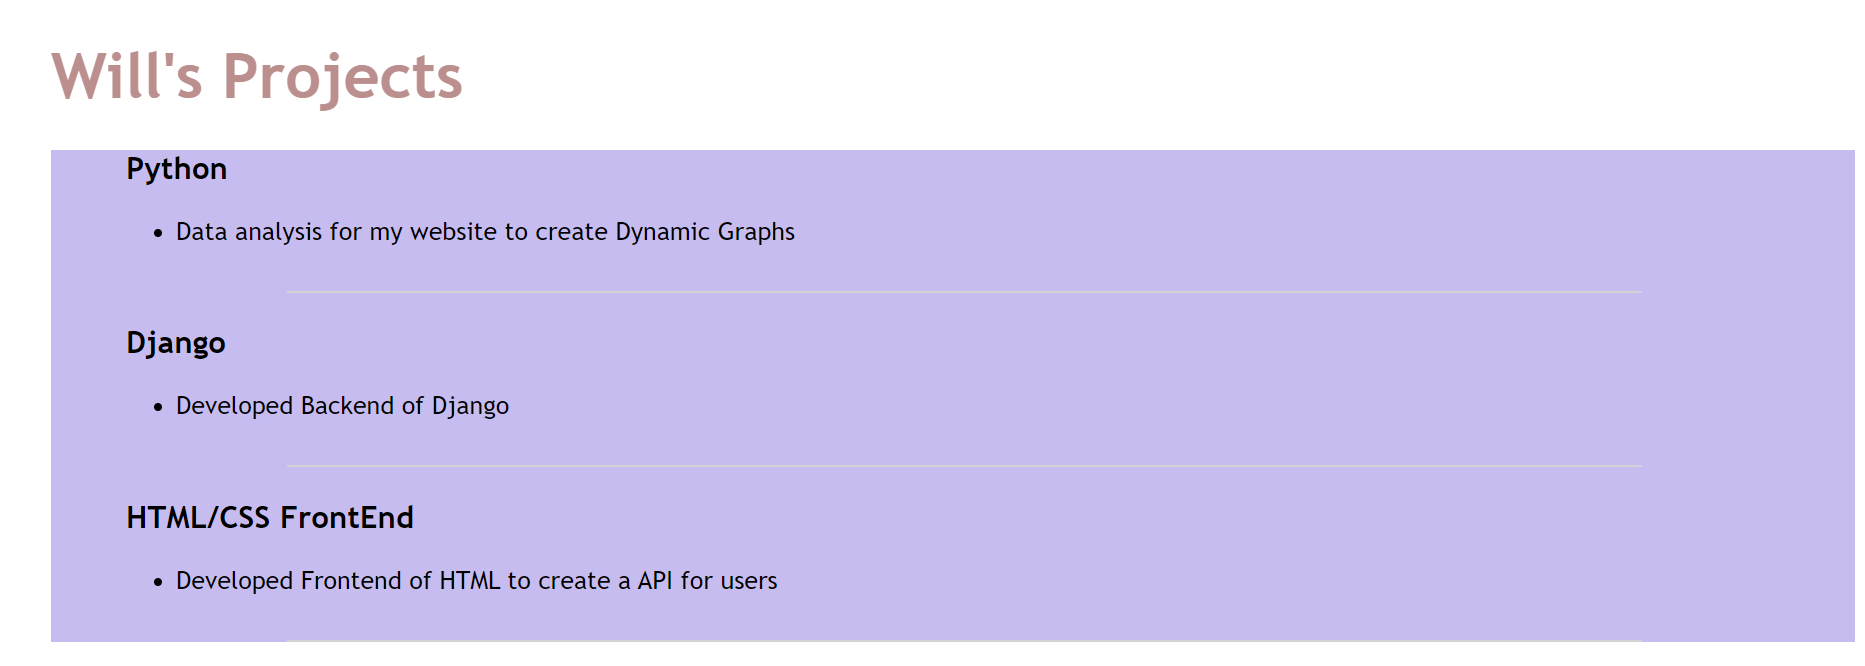 Will's Projects
Python
• Data analysis for my website to create Dynamic Graphs
Django
• Developed Backend of Django
HTML/CSS FrontEnd
• Developed Frontend of HTML to create a API for users